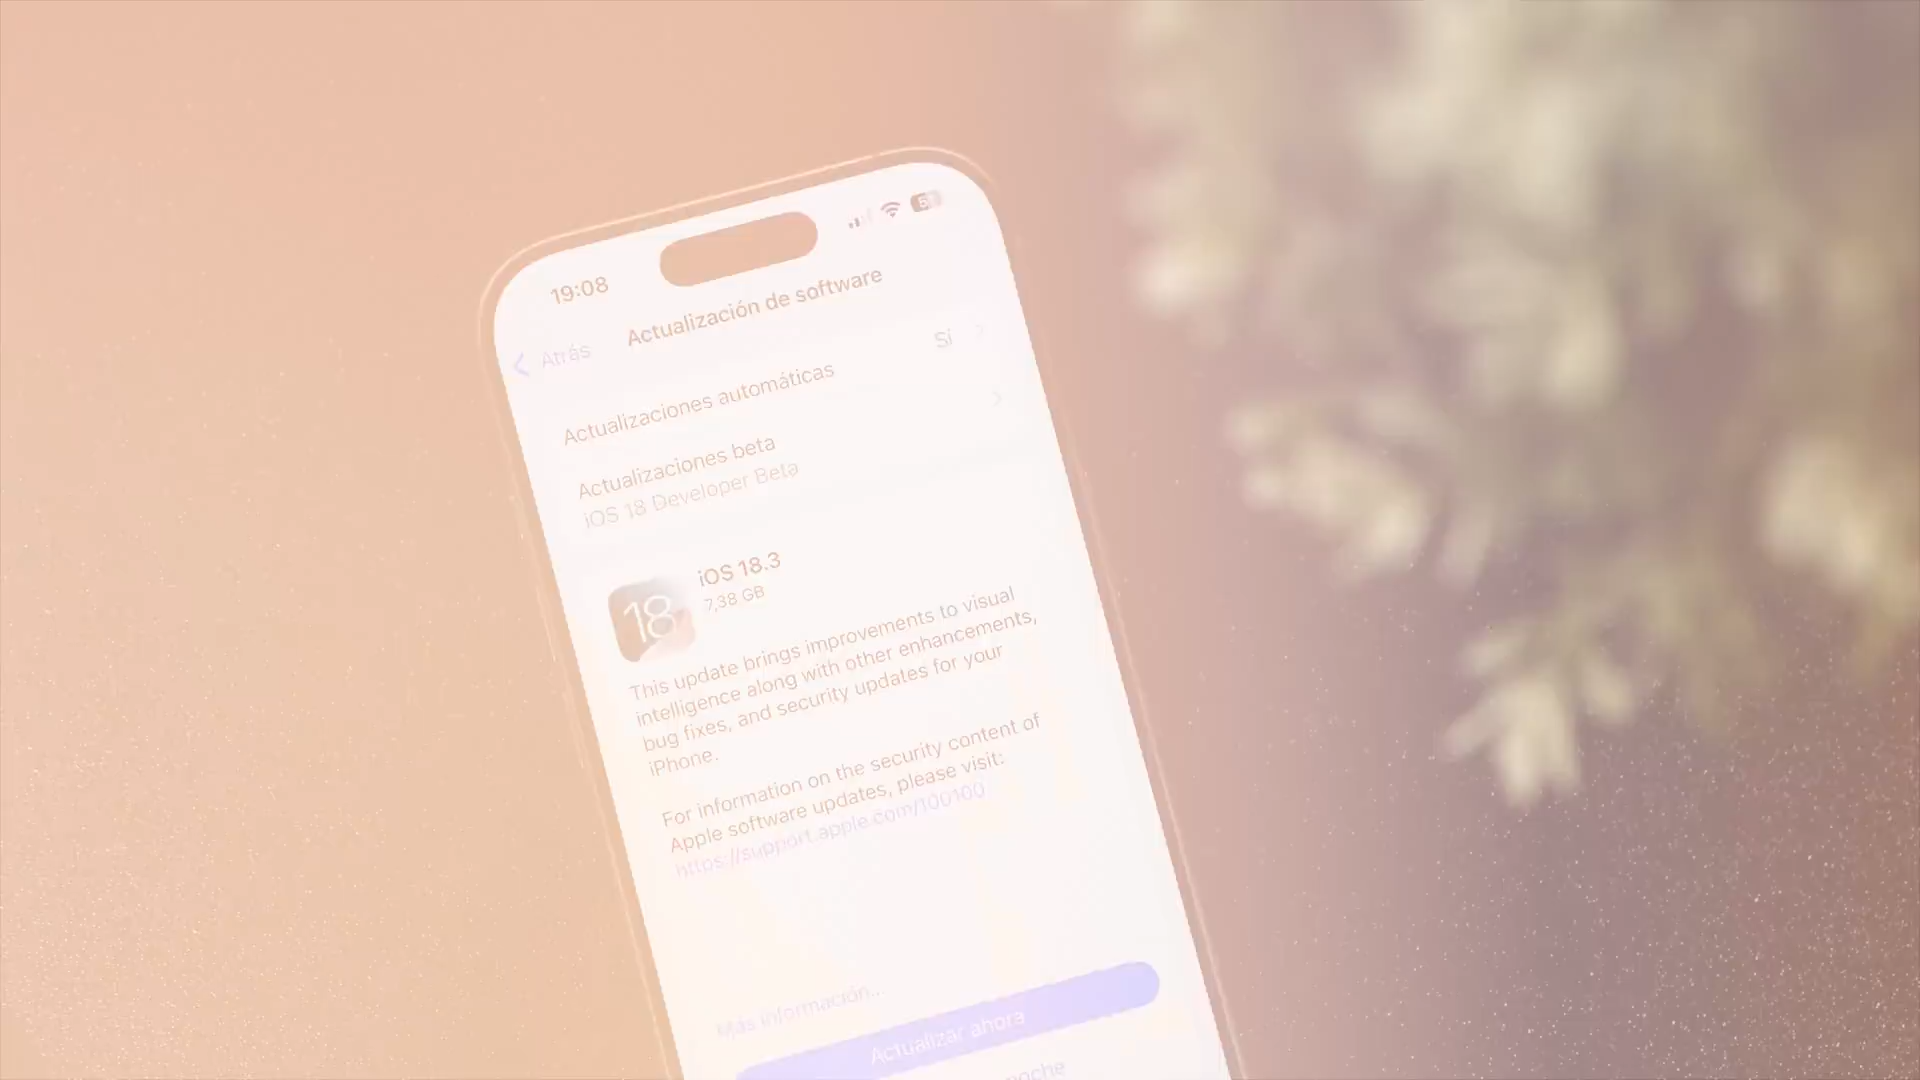 19:08
Atrás
Actualización de software
Actualizaciones automáticas
Sí
Actualizaciones beta
iOS 18 Developer Beta
18
iOS 18.3
7,38 GB
This update brings improvements to visual
intelligence along with other enhancements,
bug fixes, and security updates for your
iPhone.
For information on the security content of
Apple software updates, please visit:
https://support.apple.com/100100
Más información...
Actualizar ahora
noche